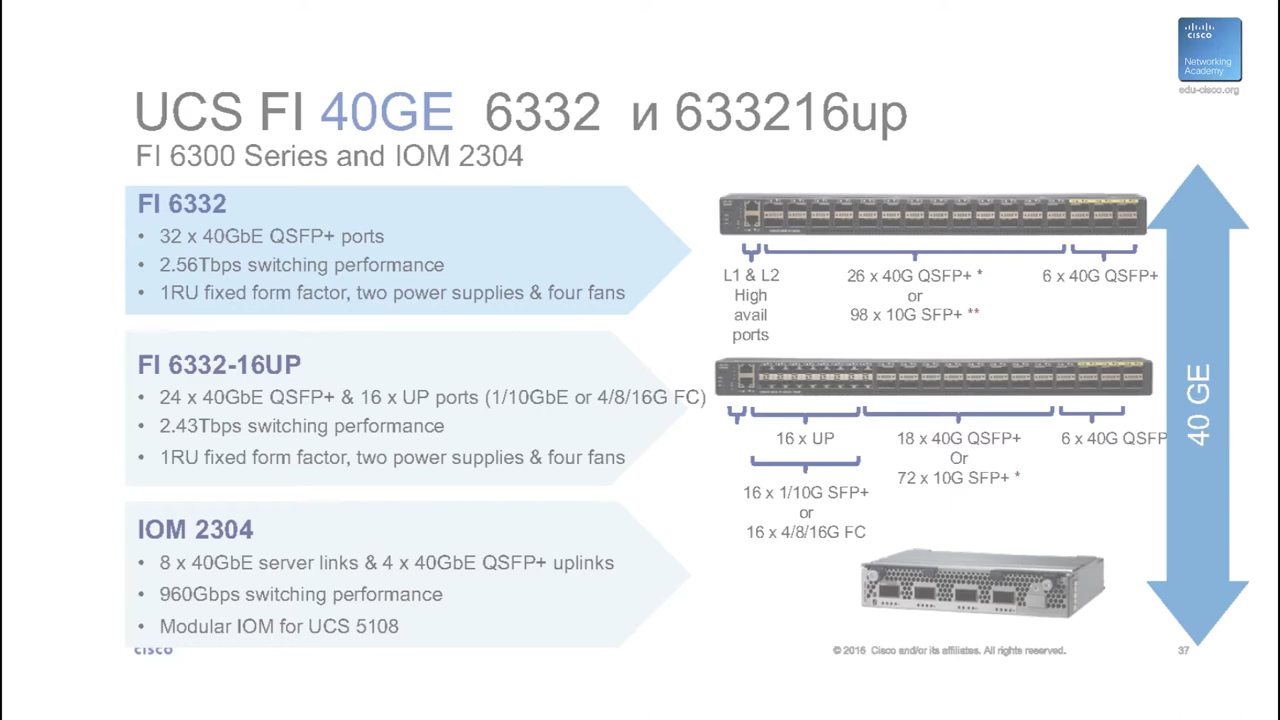 CISCO
Networking
Academy
edu-cisco.org
UCS FI 40GE 6332 и 633216up
FI 6300 Series and IOM 2304
FI 6332
• 32 x 40GbE QSFP+ ports
• 2.56Tbps switching performance
• 1RU fixed form factor, two power supplies & four fans
L1 & L2
High
avail
ports
26 x 40G QSFP+ *
or
98 x 10G SFP+ **
6 x 40G QSFP+
FI 6332-16UP
• 24 x 40GbE QSFP+ & 16 x UP ports (1/10GbE or 4/8/16G FC)
• 2.43Tbps switching performance
• 1RU fixed form factor, two power supplies & four fans
16 x UP
16 x 1/10G SFP+
or
16 x 4/8/16G FC
18 x 40G QSFP+
Or
72 x 10G SFP+ *
6 x 40G QSFP
40 GE
IOM 2304
• 8 x 40GbE server links & 4 x 40GbE QSFP+ uplinks
• 960Gbps switching performance
• Modular IOM for UCS 5108
CISCO
© 2016 Cisco and/or its affiliates. All rights reserved.
37